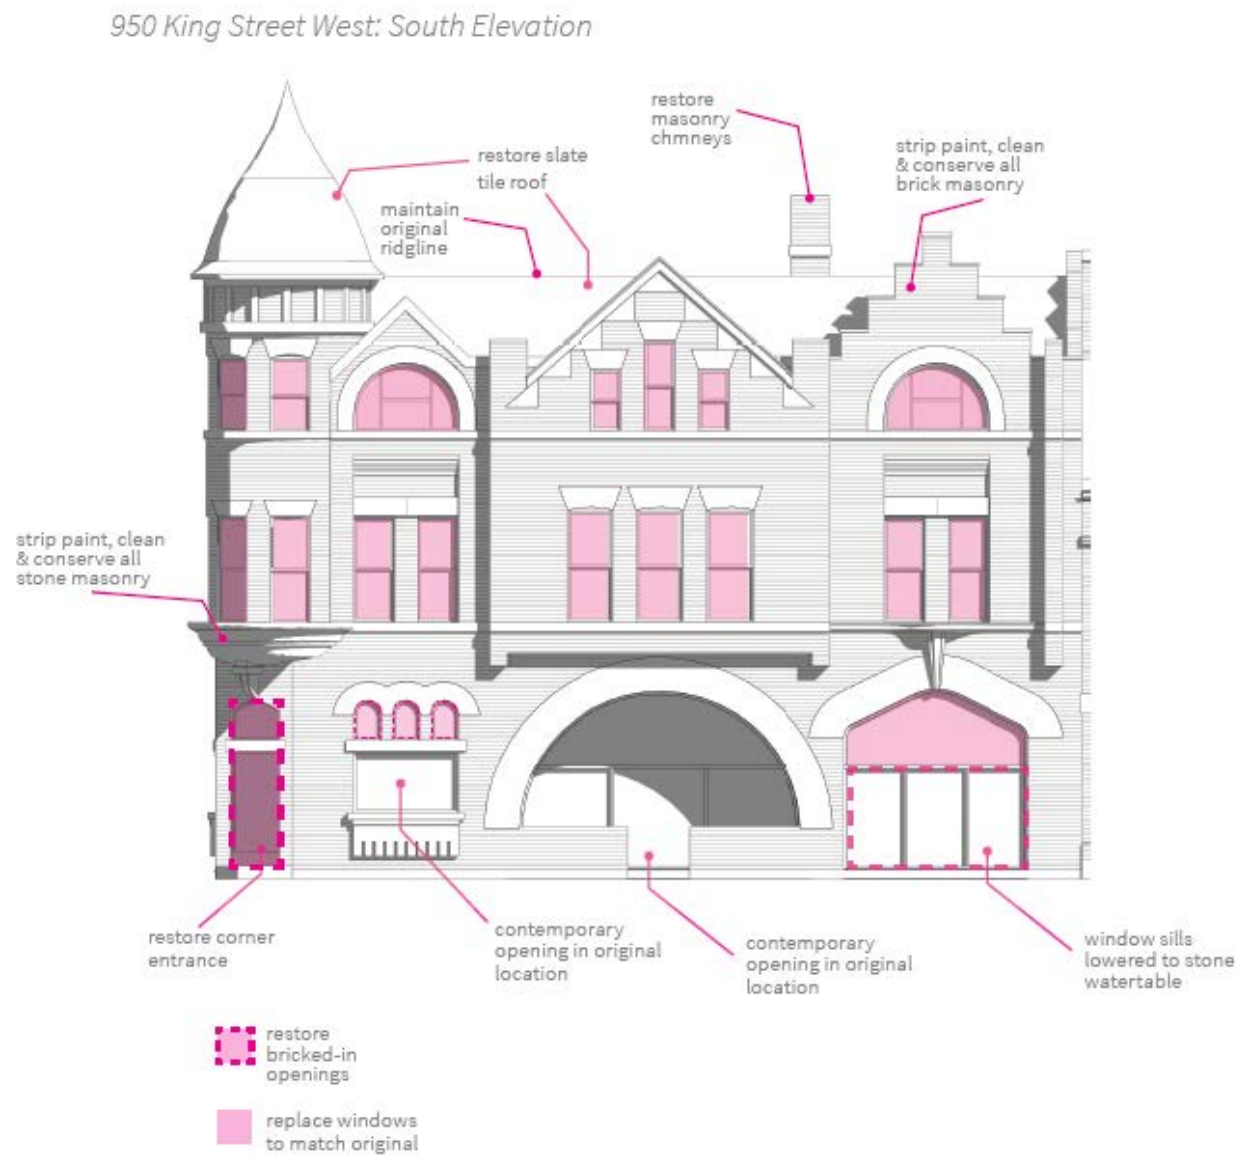 950 King Street West: South Elevation
restore
masonry
chmneys
strip paint, clean
& conserve all
brick masonry
restore slate
tile roof
maintain
original
ridgline
strip paint, clean
& conserve all
stone masonry
restore corner
entrance
contemporary
opening in original
location
contemporary
opening in original
location
window sills
lowered to stone
watertable
restore
bricked-in
openings
replace windows
to match original